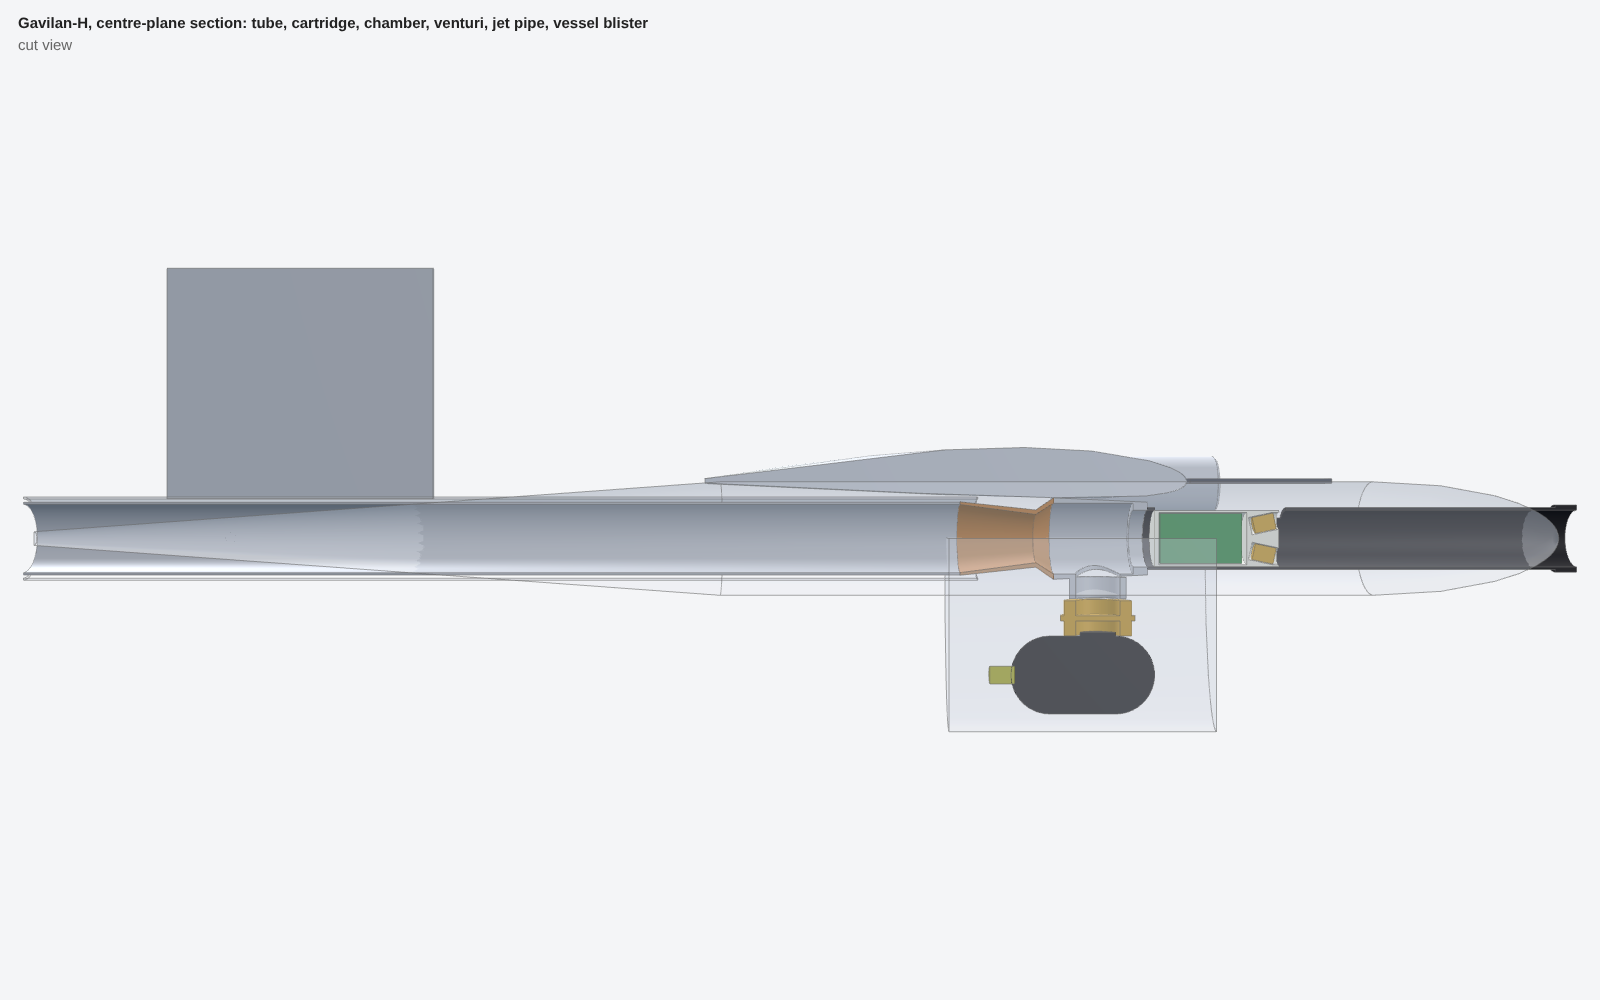 Gavilan-H, centre-plane section: tube, cartridge, chamber, venturi, jet pipe, vessel blister
cut view